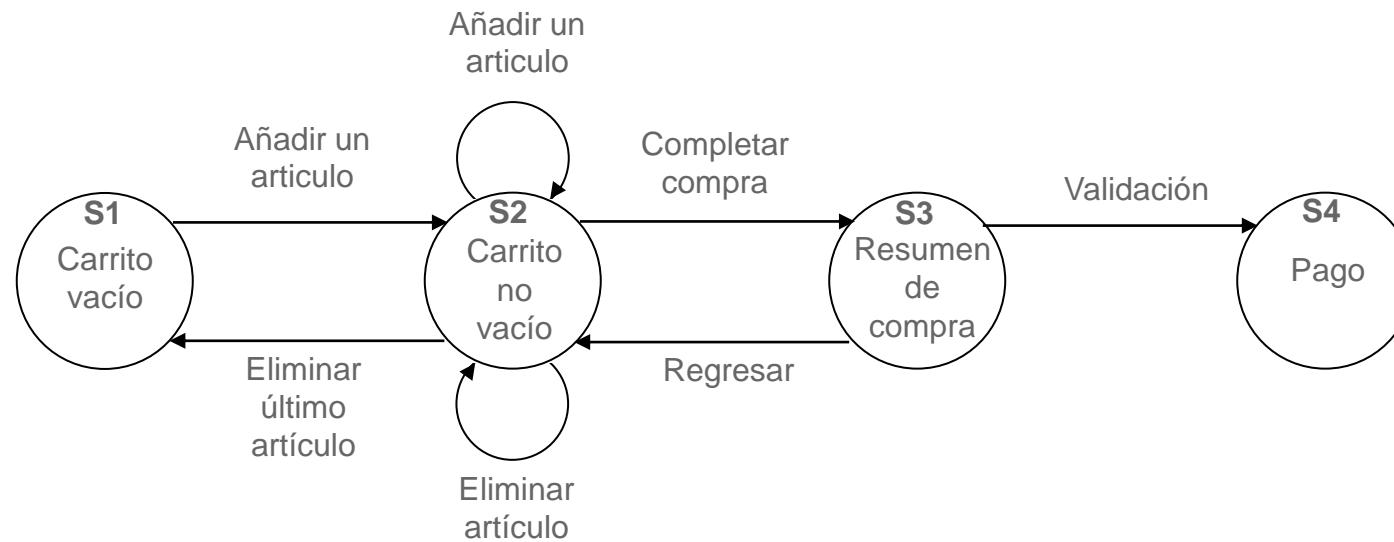 Añadir un
articulo
Añadir un
articulo
Completar
compra
Validación
S1
Carrito
vacío
S2
Carrito
no
vacío
S3
Resumen
de
compra
S4
Pago
Eliminar
último
artículo
Regresar
Eliminar
artículo